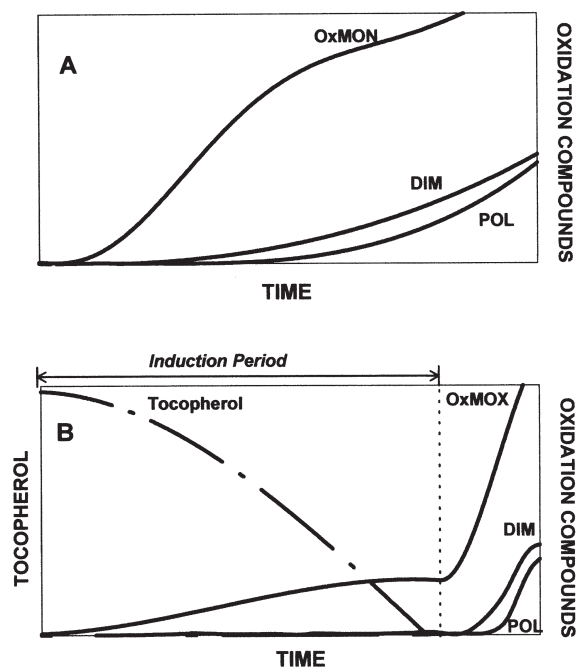 OxMON
A
DIM
POL
OXIDATION COMPOUNDS
TIME
Induction Period
Tocopherol
OxMOX
B
TOCOPHEROL
DIM
POL
OXIDATION COMPOUNDS
TIME